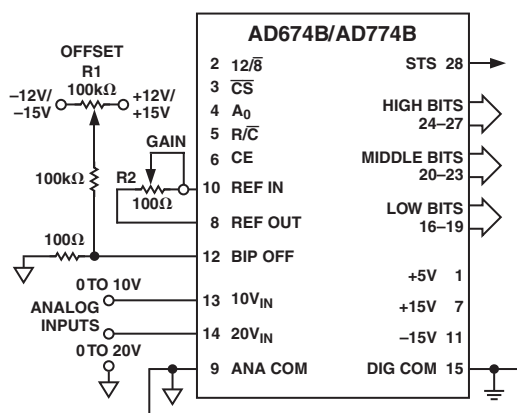 AD674B/AD774B
OFFSET
R1
100kΩ
–12V/
–15V
+12V/
+15V
100kΩ
100Ω
GAIN
R2
100Ω
2 12/8̅
3 C̅S̅
4 A₀
5 R/C̅
6 CE
10 REF IN
8 REF OUT
12 BIP OFF
0 TO 10V
ANALOG
INPUTS
0 TO 20V
13 10VIN
14 20VIN
9 ANA COM
STS 28
HIGH BITS
24–27
MIDDLE BITS
20–23
LOW BITS
16–19
+5V 1
+15V 7
–15V 11
DIG COM 15